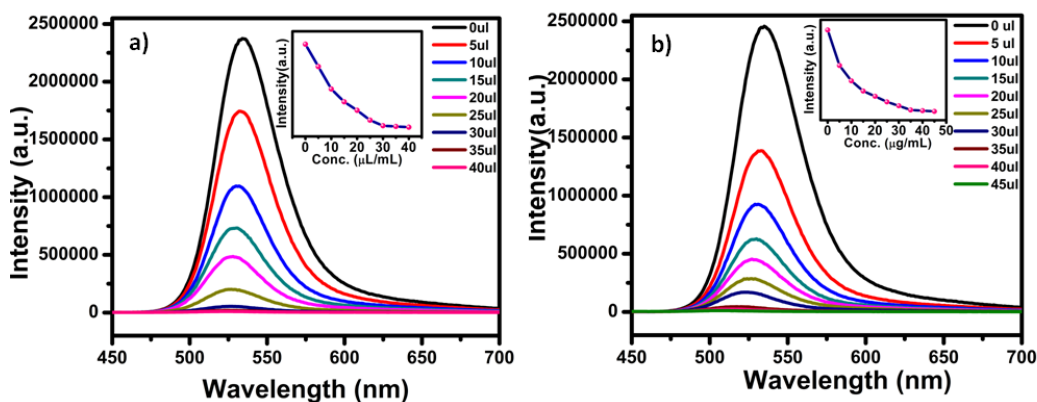 a)
2500000
2000000
1500000
1000000
500000
0
Intensity (a.u.)
450 500 550 600 650 700
Wavelength (nm)
0ul
5ul
10ul
15ul
20ul
25ul
30ul
35ul
40ul
Intensity(a.u.)
0 10 20 30 40
Conc. (μL/mL)
b)
2500000
2000000
1500000
1000000
500000
0
Intensity(a.u.)
450 500 550 600 650 700
Wavelength (nm)
0 ul
5 ul
10ul
15ul
20ul
25ul
30ul
35ul
40ul
45ul
Intensity (a.u.)
0 10 20 30 40 50
Conc. (μg/mL)